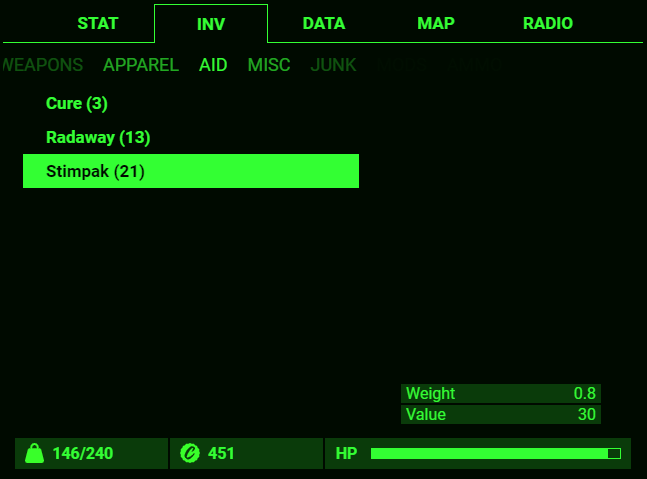 STAT INV DATA MAP RADIO
WEAPONS APPAREL AID MISC JUNK
Cure (3)
Radaway (13)
Stimpak (21)
Weight 0.8
Value 30
146/240 451 HP